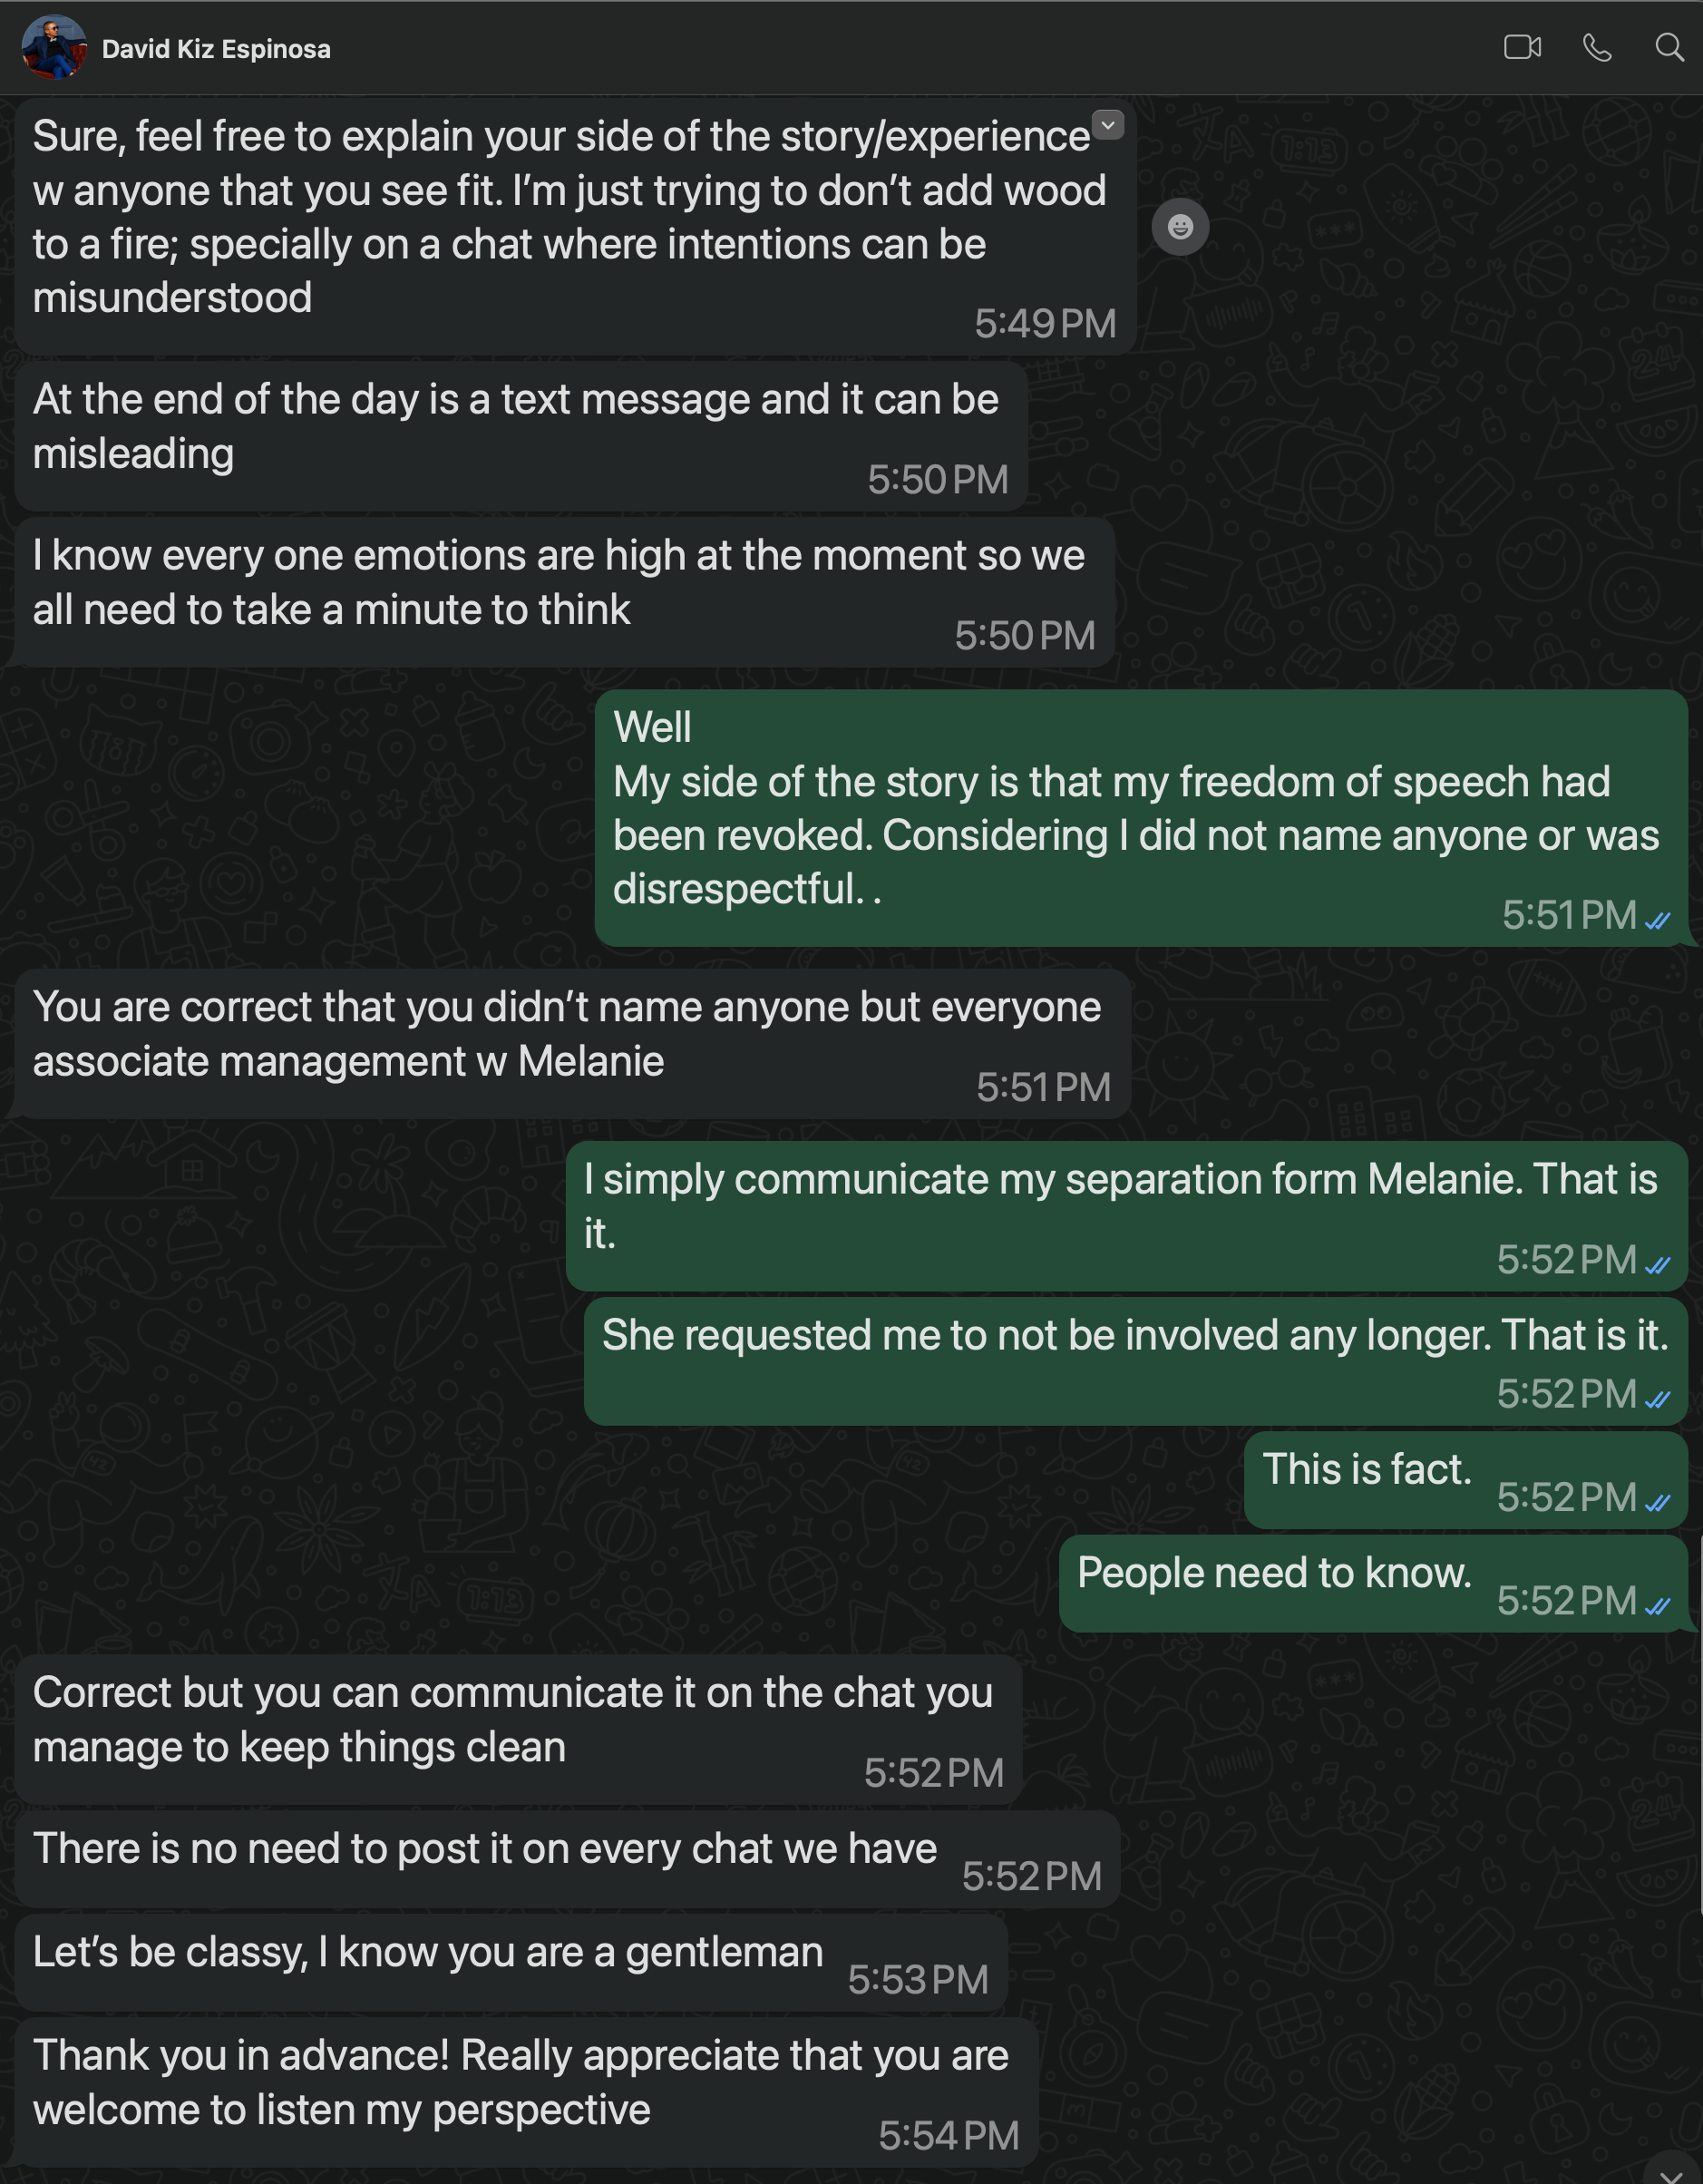 David Kiz Espinosa
Sure, feel free to explain your side of the story/experience
w anyone that you see fit. I’m just trying to don’t add wood
to a fire; specially on a chat where intentions can be
misunderstood
5:49 PM
At the end of the day is a text message and it can be
misleading
5:50 PM
I know every one emotions are high at the moment so we
all need to take a minute to think
5:50 PM
Well
My side of the story is that my freedom of speech had
been revoked. Considering I did not name anyone or was
disrespectful. .
5:51 PM
You are correct that you didn’t name anyone but everyone
associate management w Melanie
5:51 PM
I simply communicate my separation form Melanie. That is
it.
5:52 PM
She requested me to not be involved any longer. That is it.
5:52 PM
This is fact.
5:52 PM
People need to know.
5:52 PM
Correct but you can communicate it on the chat you
manage to keep things clean
5:52 PM
There is no need to post it on every chat we have
5:52 PM
Let’s be classy, I know you are a gentleman
5:53 PM
Thank you in advance! Really appreciate that you are
welcome to listen my perspective
5:54 PM